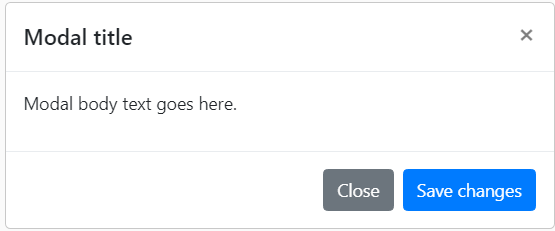 Modal title ×
Modal body text goes here.
Close Save changes